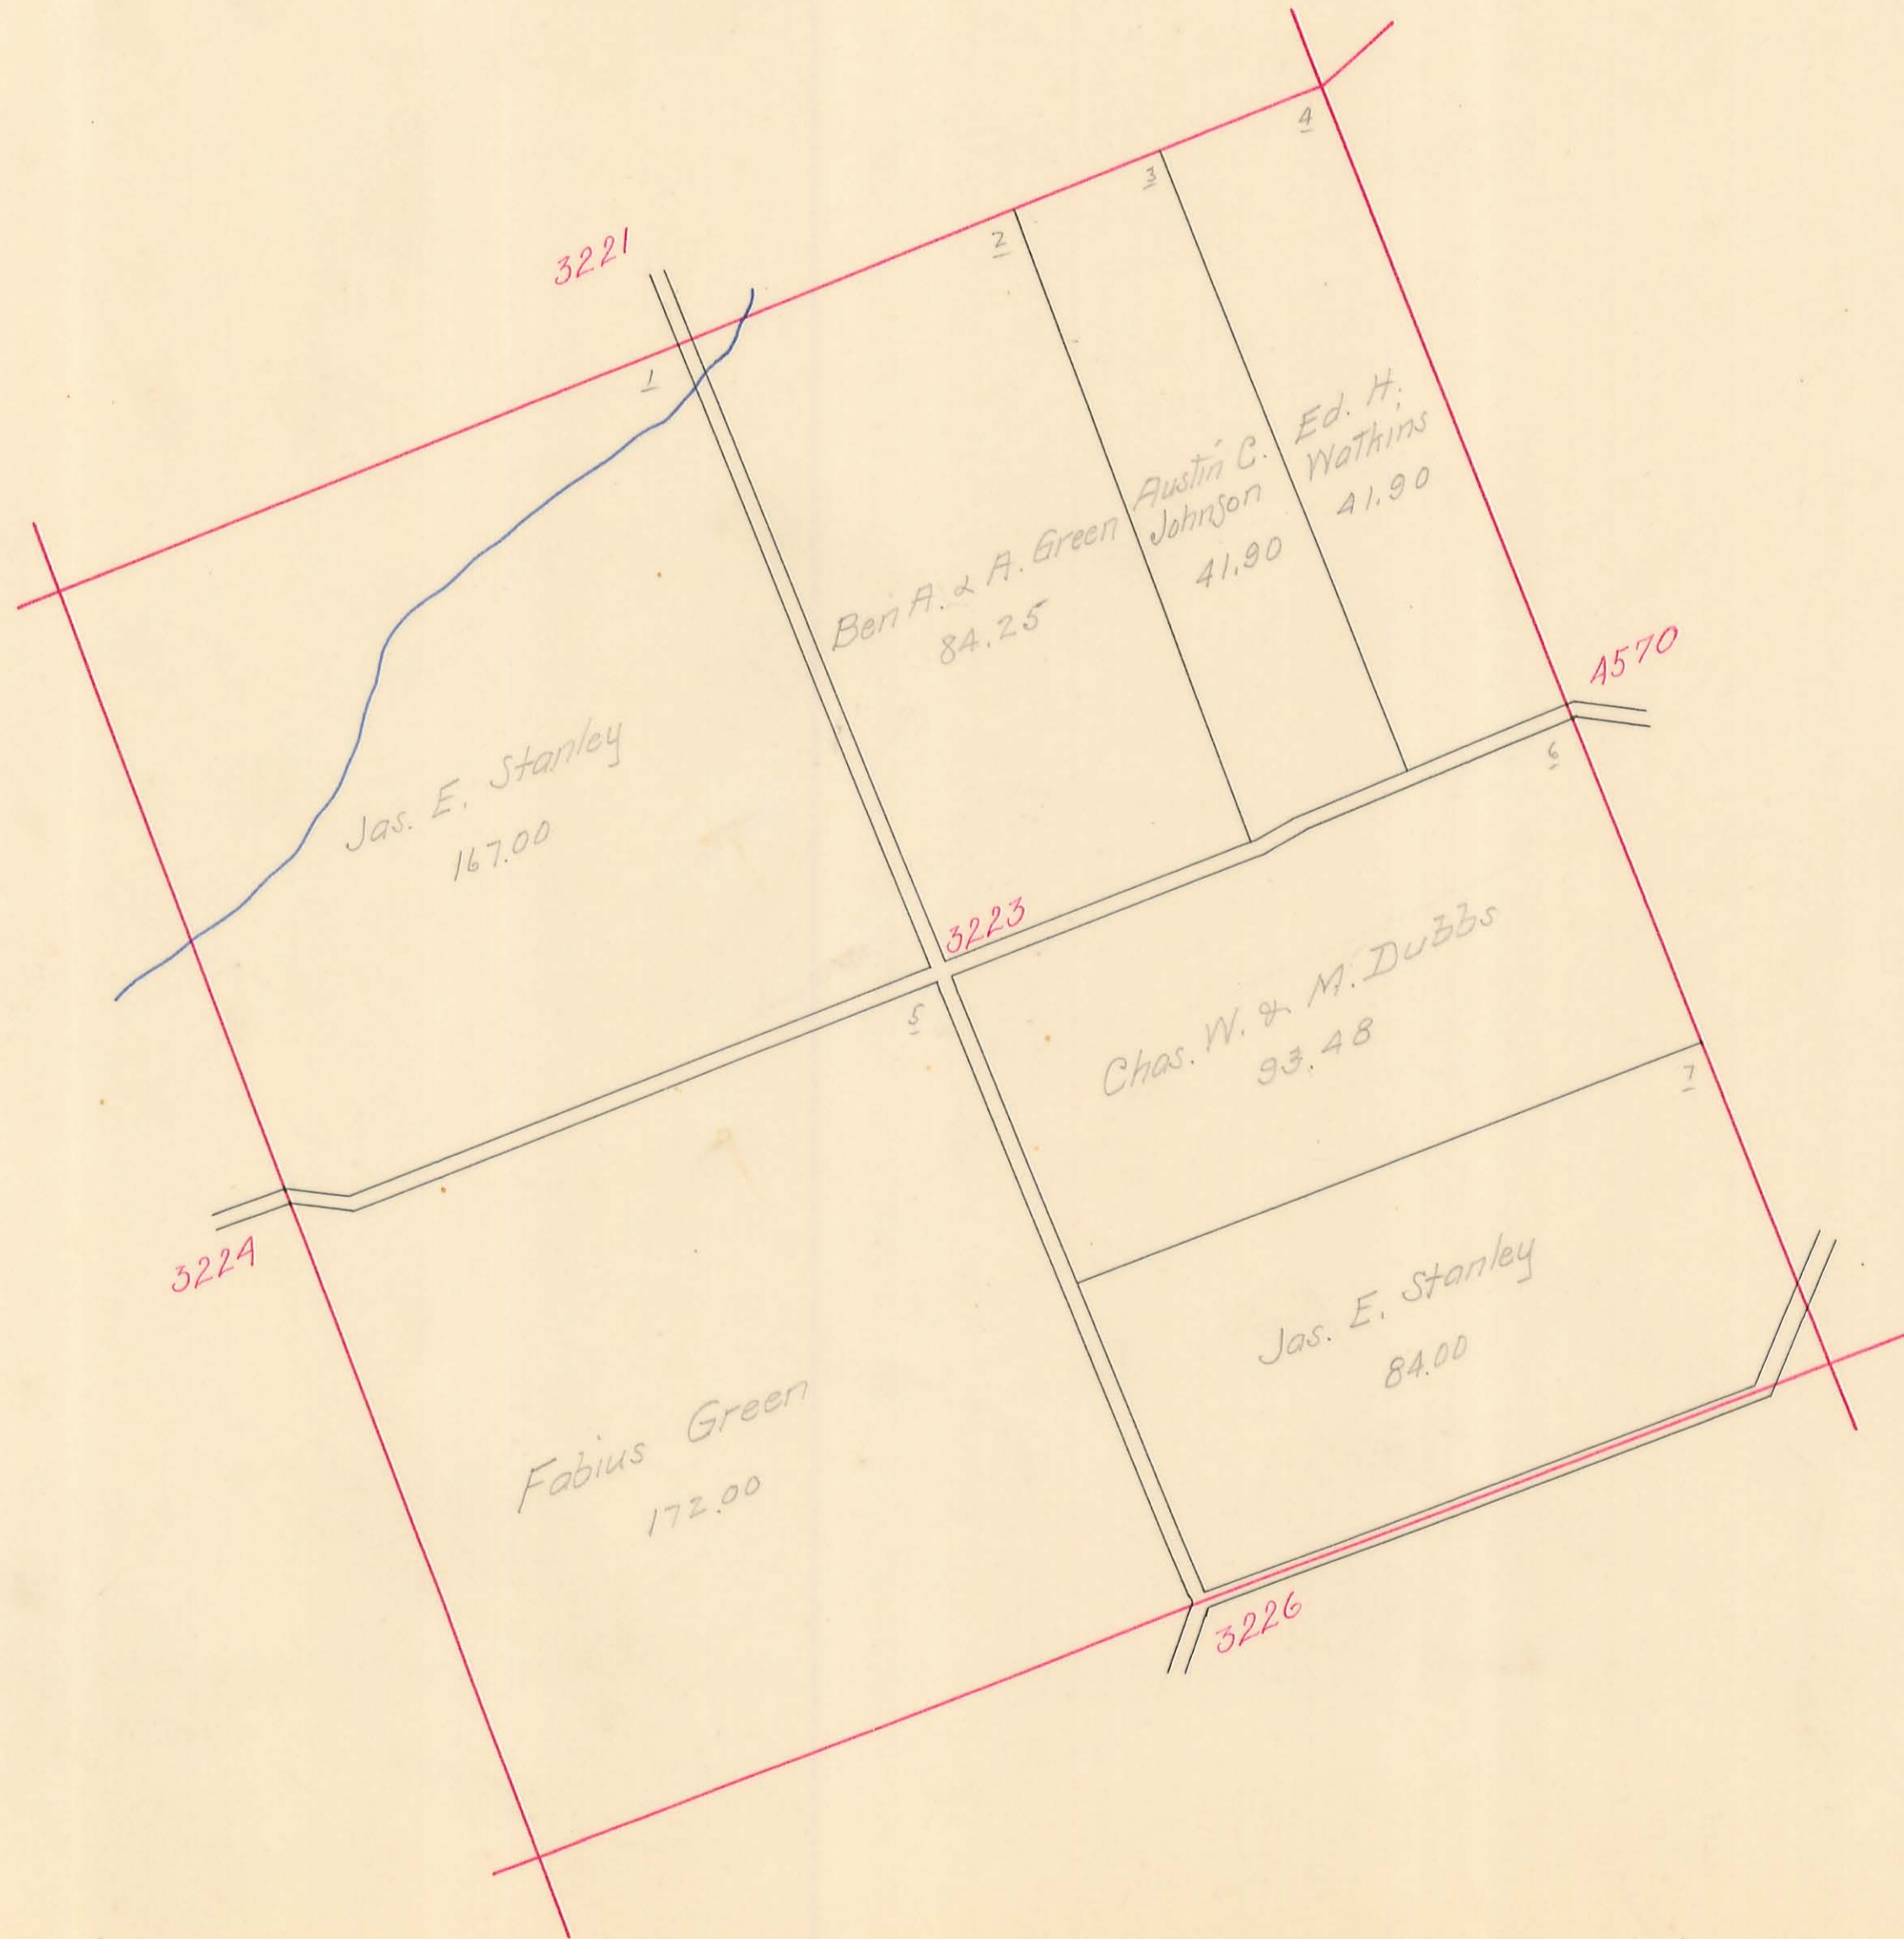 4
3
2
3221
1
Ed. H.
Watkins
41.90
Austin C.
Johnson
41.90
Ben A. & A. Green
84.25
4570
6
Jas. E. Stanley
167.00
3223
5
Chas. W. & M. Dubbs
93.48
7
3224
Jas. E. Stanley
84.00
Fabius Green
172.00
3226